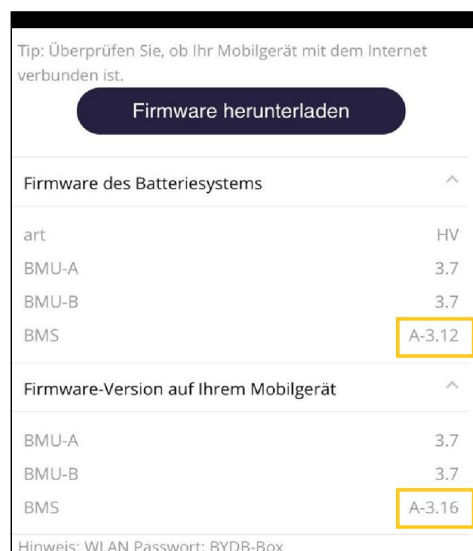 Tip: Überprüfen Sie, ob Ihr Mobilgerät mit dem Internet
verbunden ist.
Firmware herunterladen
Firmware des Batteriesystems
art HV
BMU-A 3.7
BMU-B 3.7
BMS A-3.12
Firmware-Version auf Ihrem Mobilgerät
BMU-A 3.7
BMU-B 3.7
BMS A-3.16
Hinweis: WLAN Passwort: BYDB-Box